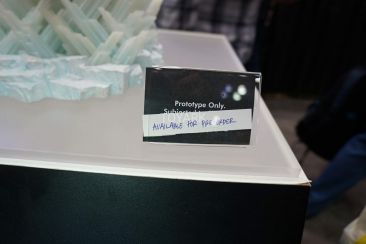 Prototype Only.
Subject
AVAILABLE FOR PRE ORDER